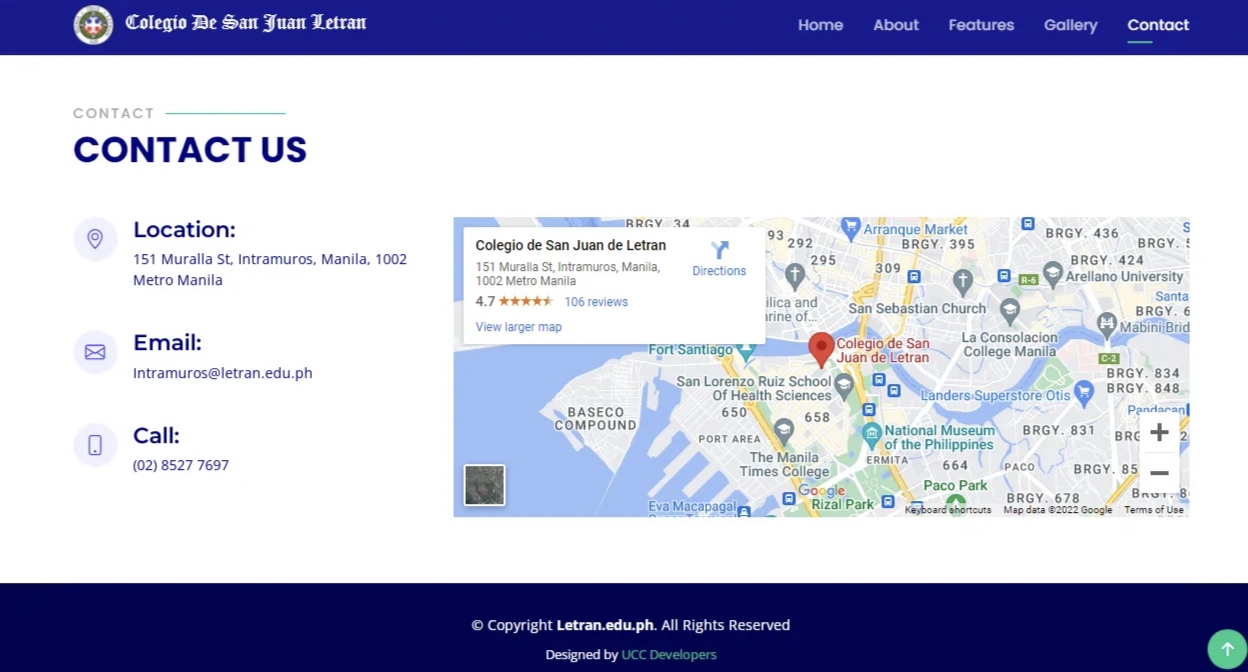 Colegio De San Juan Letran
Home
About
Features
Gallery
Contact
CONTACT
CONTACT US
Location:
151 Muralla St, Intramuros, Manila, 1002
Metro Manila
Email:
Intramuros@letran.edu.ph
Call:
(02) 8527 7697
Colegio de San Juan de Letran
151 Muralla St, Intramuros, Manila,
1002 Metro Manila
4.7
106 reviews
View larger map
Directions
BRGY. 34
93
292
295
Arranque Market
BRGY. 395
309
BRGY. 436
BRGY. 424
R-6
Arellano University
Santa
San Sebastian Church
La Consolacion
College Manila
Mabini Brid
C-2
BRGY. 834
BRGY. 848
Fort Santiago
Colegio de San
Juan de Letran
San Lorenzo Ruiz School
Of Health Sciences
650
658
Landers Superstore Otis
Pandacan
BASECO
COMPOUND
PORT AREA
National Museum
of the Philippines
BRGY. 831
ERMITA
The Manila
Times College
664
PACO
BRGY. 85
Paco Park
BRGY. 678
Google
Rizal Park
Eva Macapagal
Keyboard shortcuts
Map data ©2022 Google
Terms of Use
© Copyright Letran.edu.ph. All Rights Reserved
Designed by UCC Developers